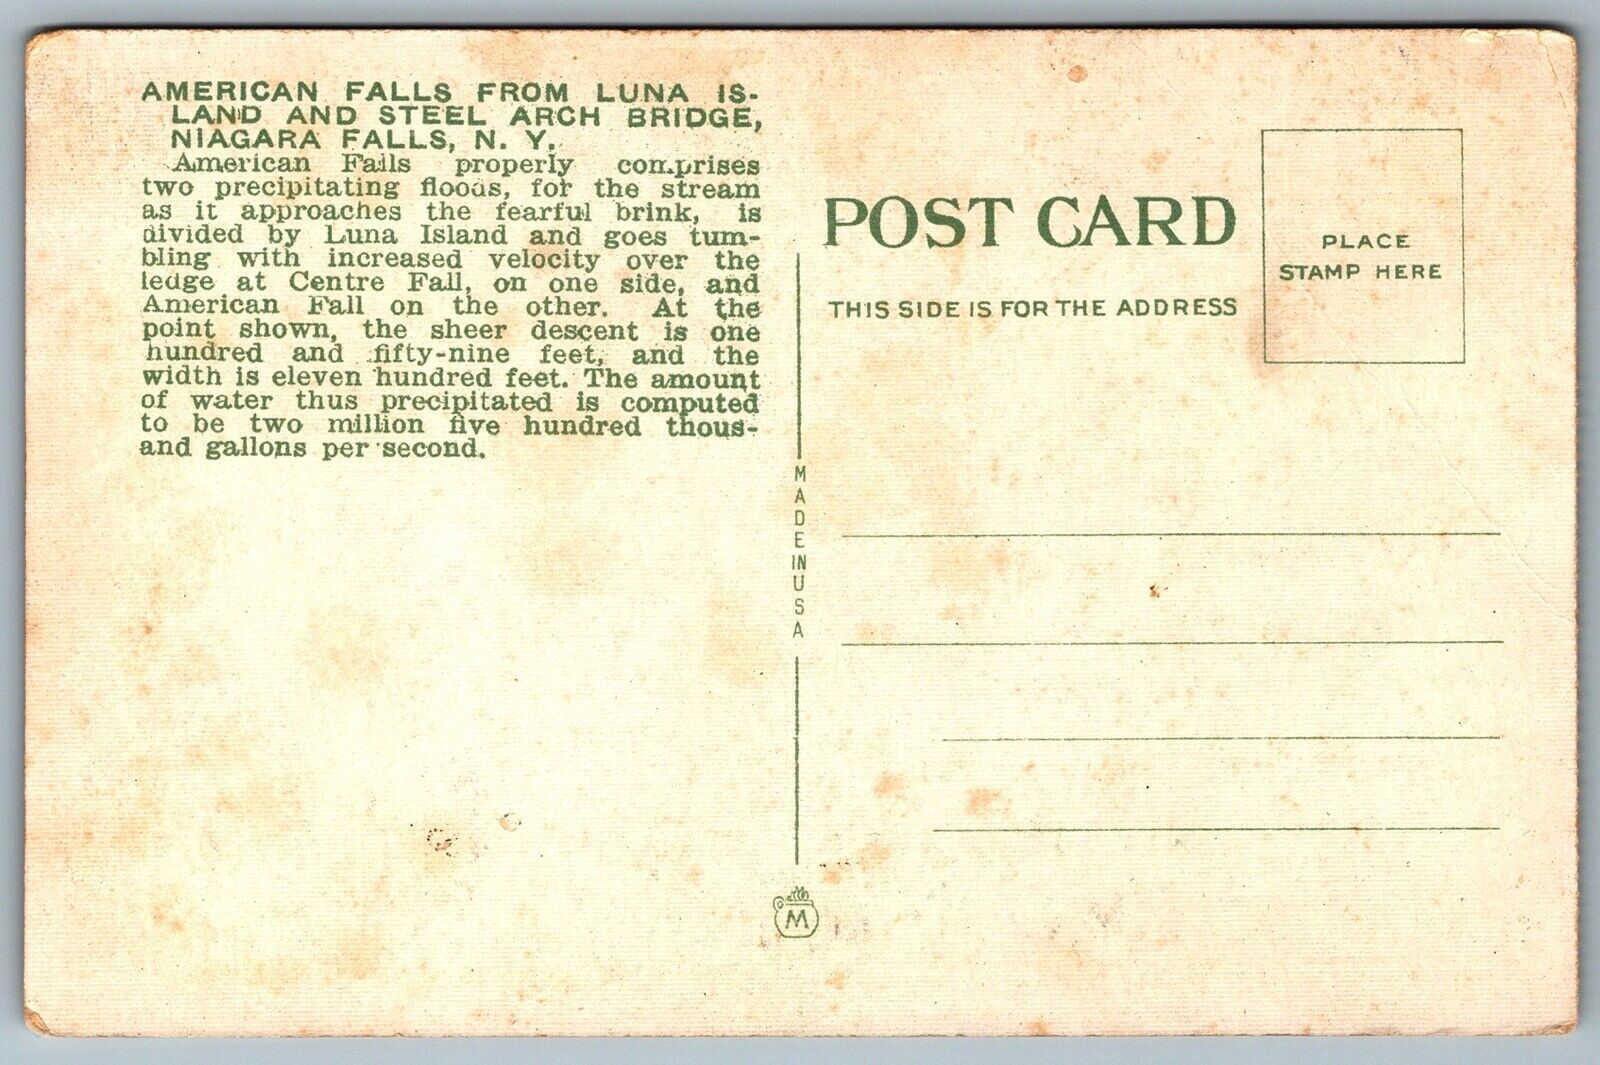 AMERICAN FALLS FROM LUNA IS-
LAND AND STEEL ARCH BRIDGE,
NIAGARA FALLS, N. Y.
American Falls properly comprises
two precipitating floods, for the stream
as it approaches the fearful brink, is
divided by Luna Island and goes tum-
bling with increased velocity over the
ledge at Centre Fall, on one side, and
American Fall on the other. At the
point shown, the sheer descent is one
hundred and fifty-nine feet, and the
width is eleven hundred feet. The amount
of water thus precipitated is computed
to be two million five hundred thous-
and gallons per second.
POST CARD
THIS SIDE IS FOR THE ADDRESS
PLACE
STAMP HERE
MADE IN USA
M